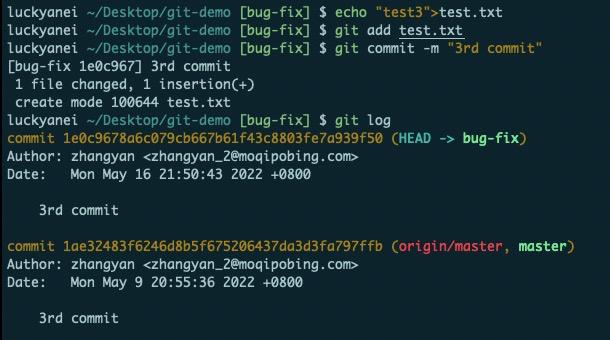 luckyanei ~/Desktop/git-demo [bug-fix] $ echo "test3">test.txt
luckyanei ~/Desktop/git-demo [bug-fix] $ git add test.txt
luckyanei ~/Desktop/git-demo [bug-fix] $ git commit -m "3rd commit"
[bug-fix 1e0c967] 3rd commit
1 file changed, 1 insertion(+)
create mode 100644 test.txt
luckyanei ~/Desktop/git-demo [bug-fix] $ git log
commit 1e0c9678a6c079cb667b61f43c8803fe7a939f50 (HEAD -> bug-fix)
Author: zhangyan <zhangyan_2@moqipobing.com>
Date:   Mon May 16 21:50:43 2022 +0800
3rd commit
commit 1ae32483f6246d8b5f675206437da3d3fa797ffb (origin/master, master)
Author: zhangyan <zhangyan_2@moqipobing.com>
Date:   Mon May 9 20:55:36 2022 +0800
3rd commit